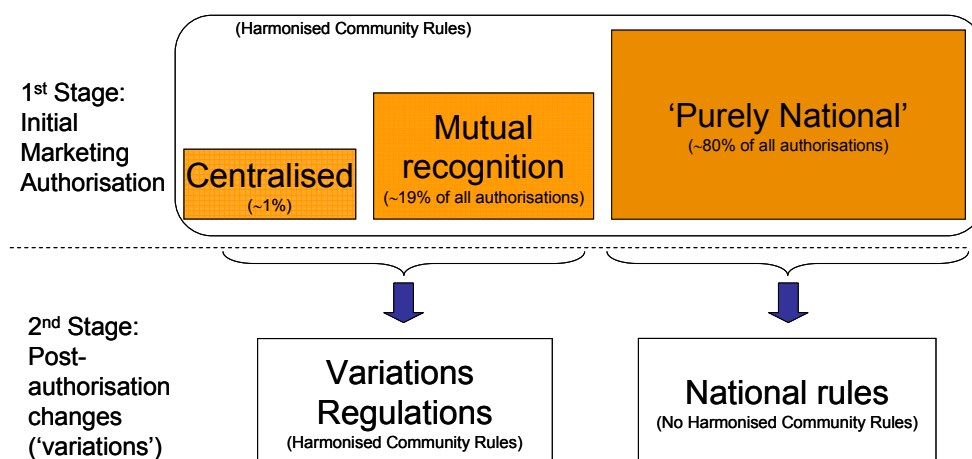 (Harmonised Community Rules)
1st Stage:
Initial
Marketing
Authorisation
Centralised
(~1%)
Mutual
recognition
(~19% of all authorisations)
‘Purely National’
(~80% of all authorisations)
2nd Stage:
Post-
authorisation
changes
(‘variations’)
Variations
Regulations
(Harmonised Community Rules)
National rules
(No Harmonised Community Rules)